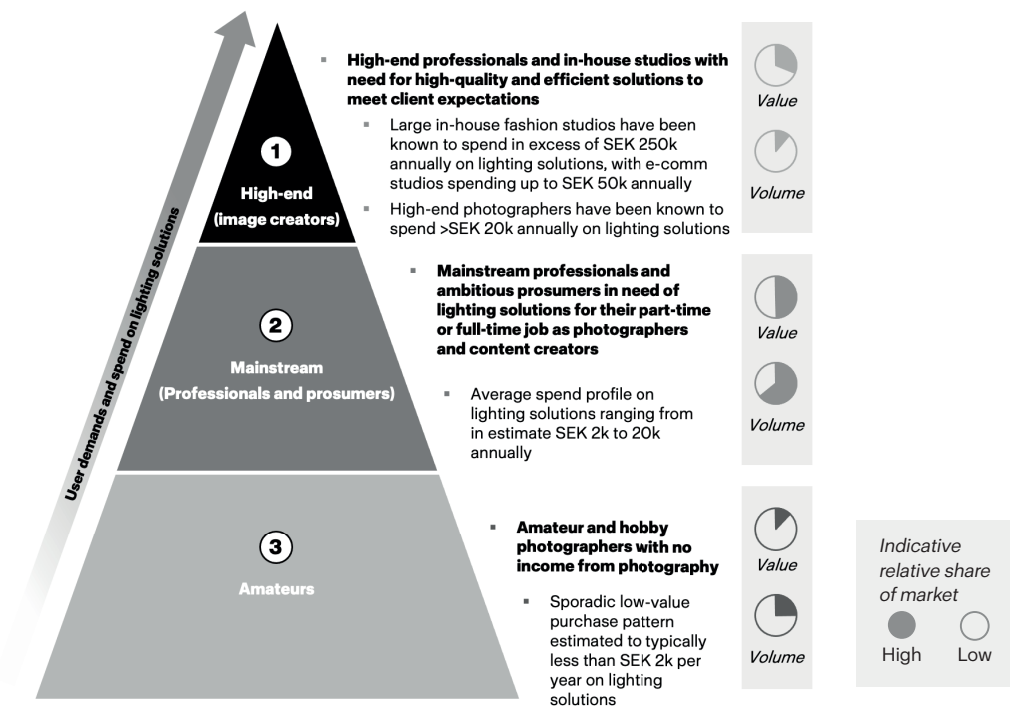 User demands and spend on lighting solutions
1
High-end
(image creators)
High-end professionals and in-house studios with
need for high-quality and efficient solutions to
meet client expectations
Large in-house fashion studios have been
known to spend in excess of SEK 250k
annually on lighting solutions, with e-comm
studios spending up to SEK 50k annually
High-end photographers have been known to
spend >SEK 20k annually on lighting solutions
Value
Volume
2
Mainstream
(Professionals and prosumers)
Mainstream professionals and
ambitious prosumers in need of
lighting solutions for their part-time
or full-time job as photographers
and content creators
Average spend profile on
lighting solutions ranging from
in estimate SEK 2k to 20k
annually
Value
Volume
3
Amateurs
Amateur and hobby
photographers with no
income from photography
Sporadic low-value
purchase pattern
estimated to typically
less than SEK 2k per
year on lighting
solutions
Value
Volume
Indicative
relative share
of market
High Low